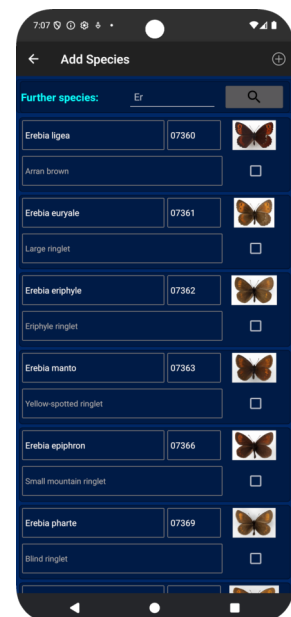 7:07
Add Species
Further species: Er
Erebia ligea 07360
Arran brown
Erebia euryale 07361
Large ringlet
Erebia eriphyle 07362
Eriphyle ringlet
Erebia manto 07363
Yellow-spotted ringlet
Erebia epiphron 07366
Small mountain ringlet
Erebia pharte 07369
Blind ringlet